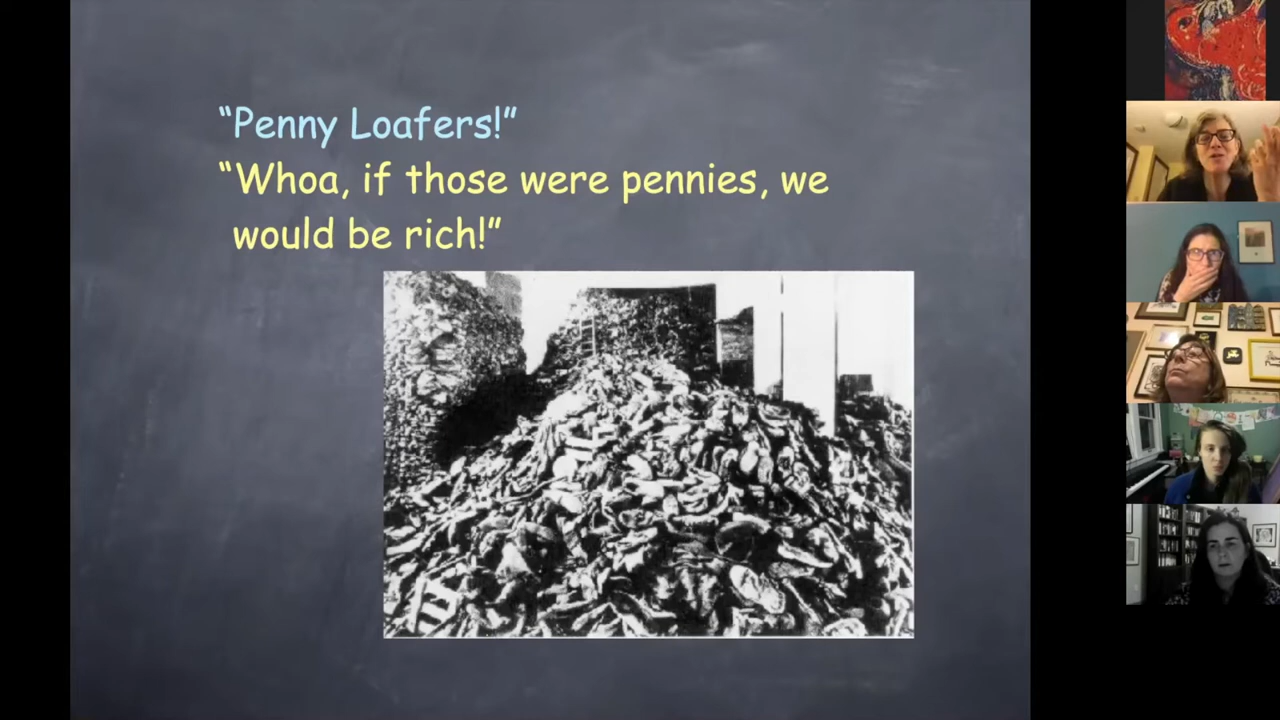 “Penny Loafers!”
“Whoa, if those were pennies, we
would be rich!”